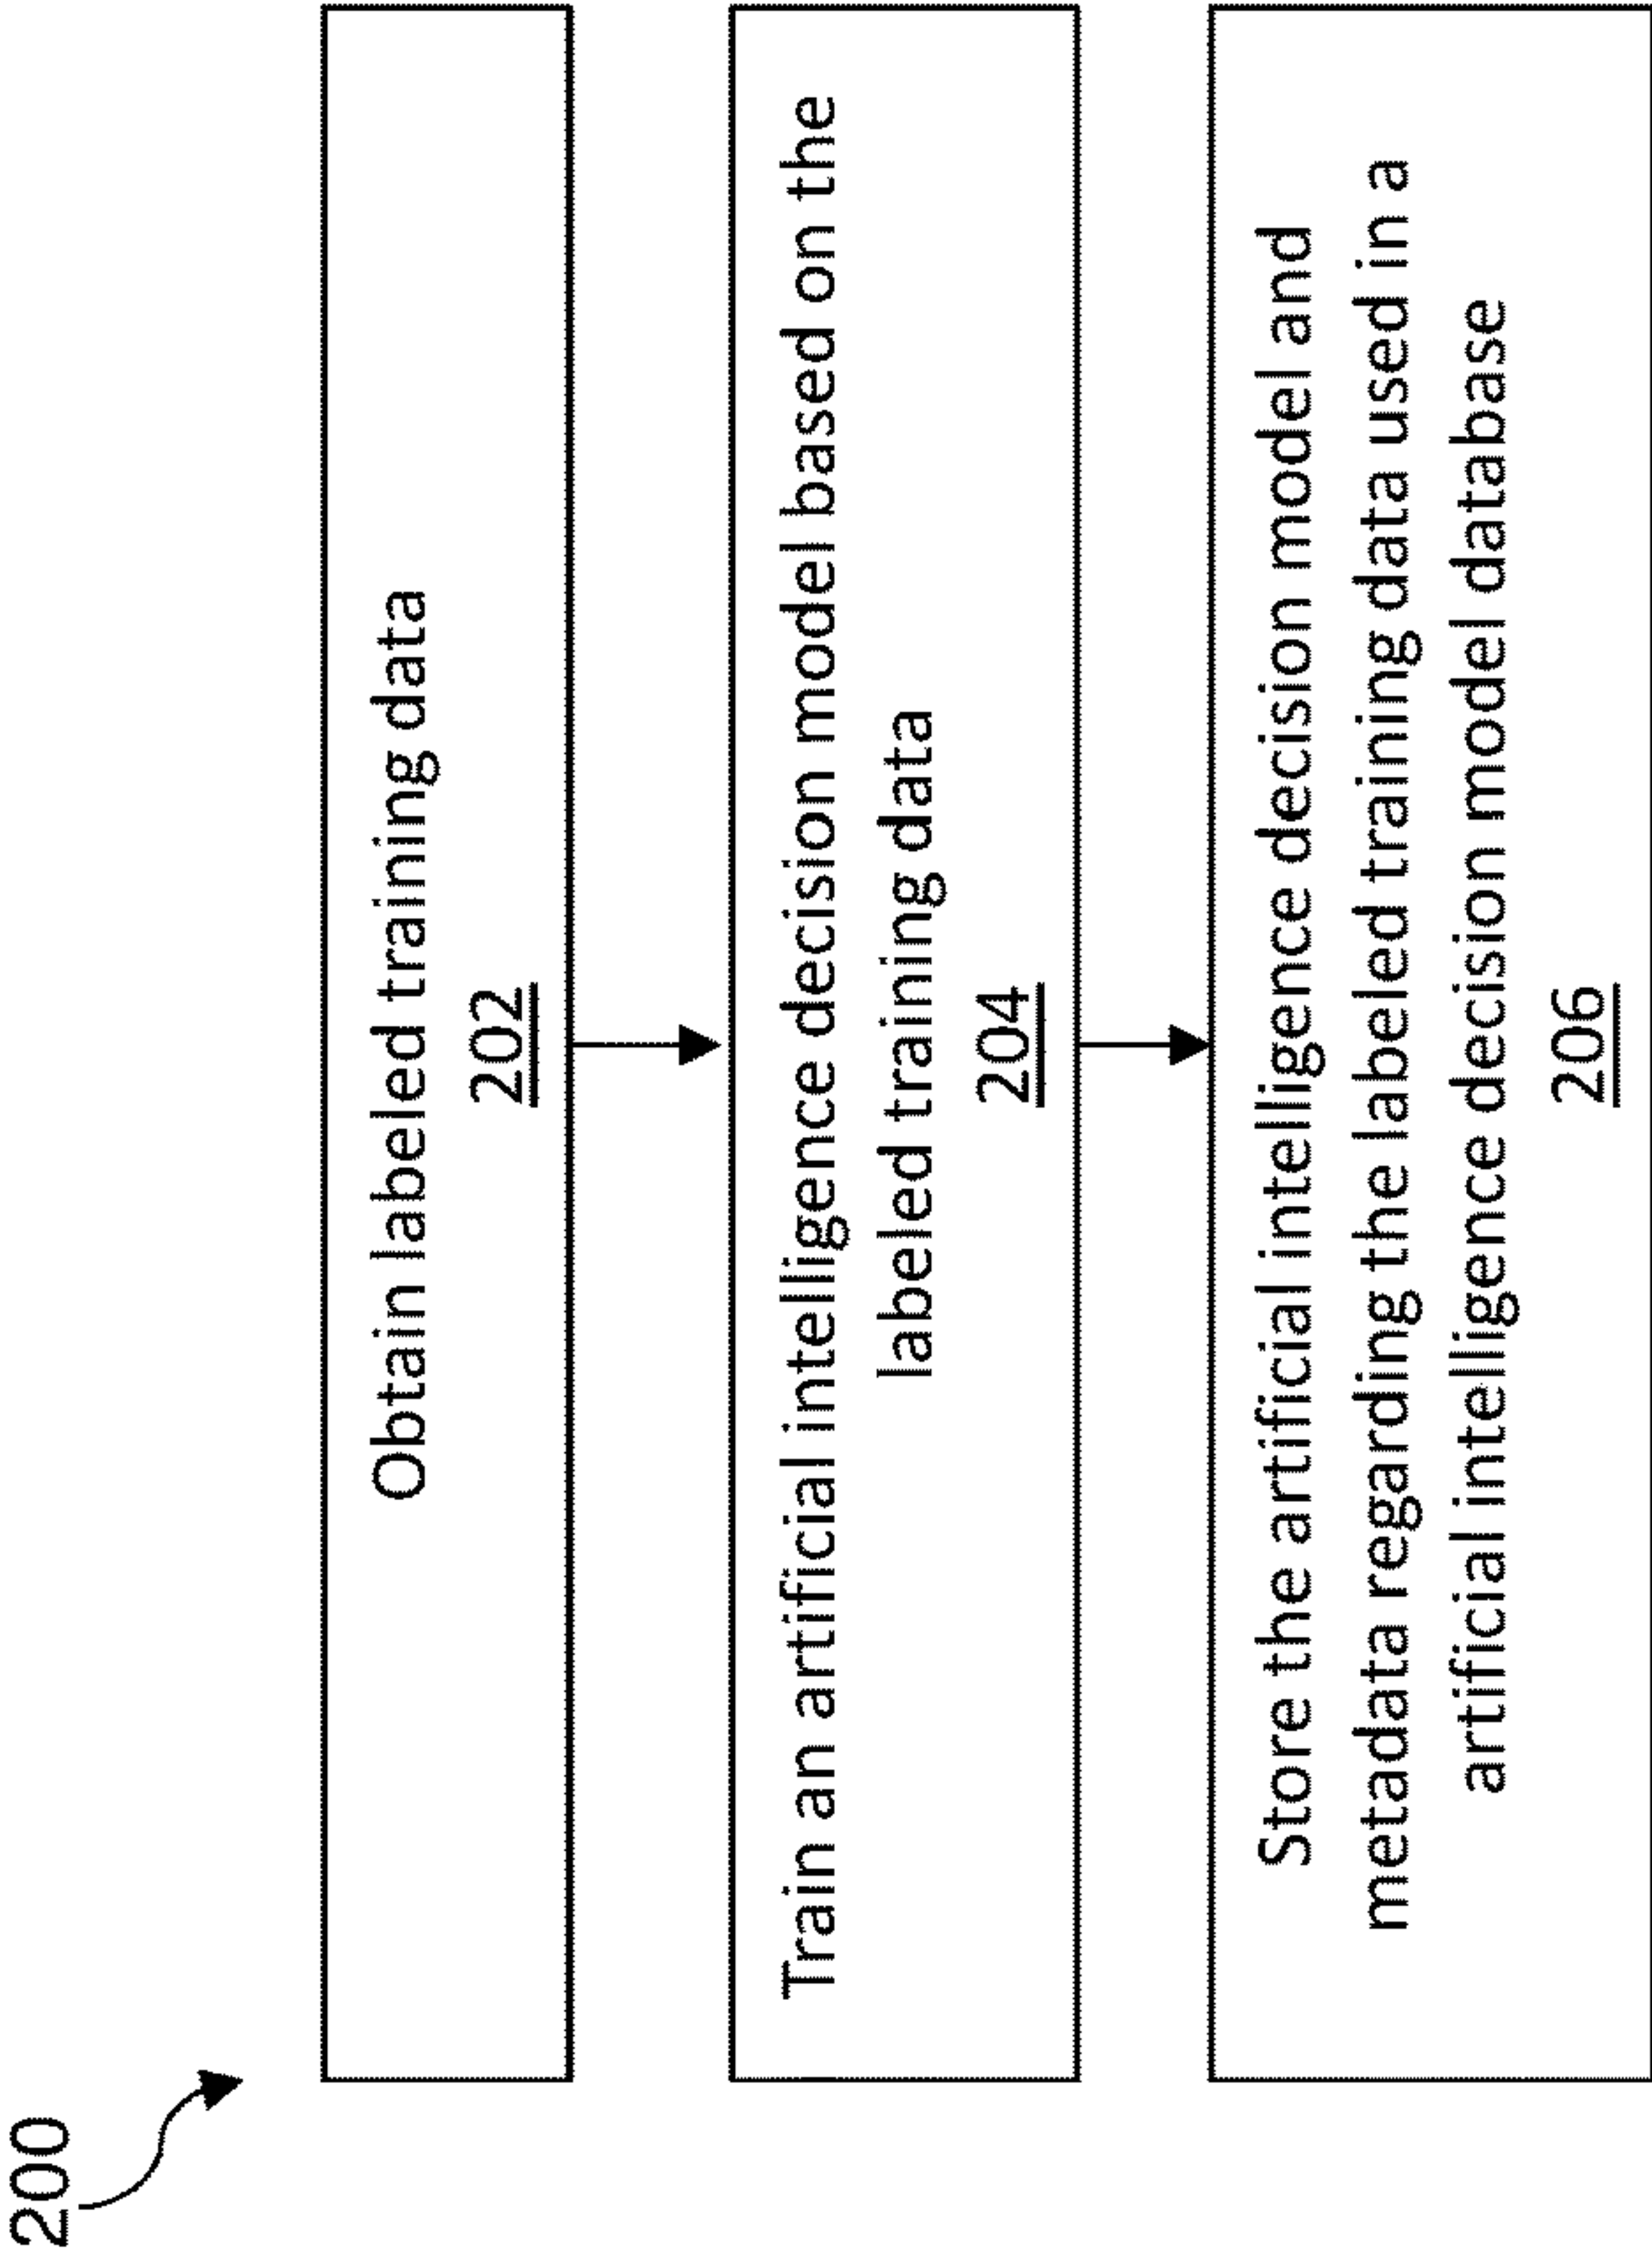 200
Obtain labeled training data
202
Train an artificial intelligence decision model based on the
labeled training data
204
Store the artificial intelligence decision model and
metadata regarding the labeled training data used in a
artificial intelligence decision model database
206